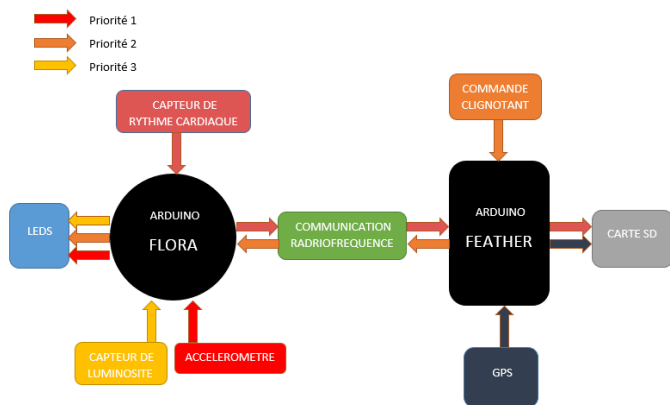 Priorité 1
Priorité 2
Priorité 3
CAPTEUR DE
RYTHME CARDIAQUE
COMMANDE
CLIGNOTANT
LEDS
ARDUINO
FLORA
COMMUNICATION
RADRIOFREQUENCE
ARDUINO
FEATHER
CARTE SD
CAPTEUR DE
LUMINOSITE
ACCELEROMETRE
GPS